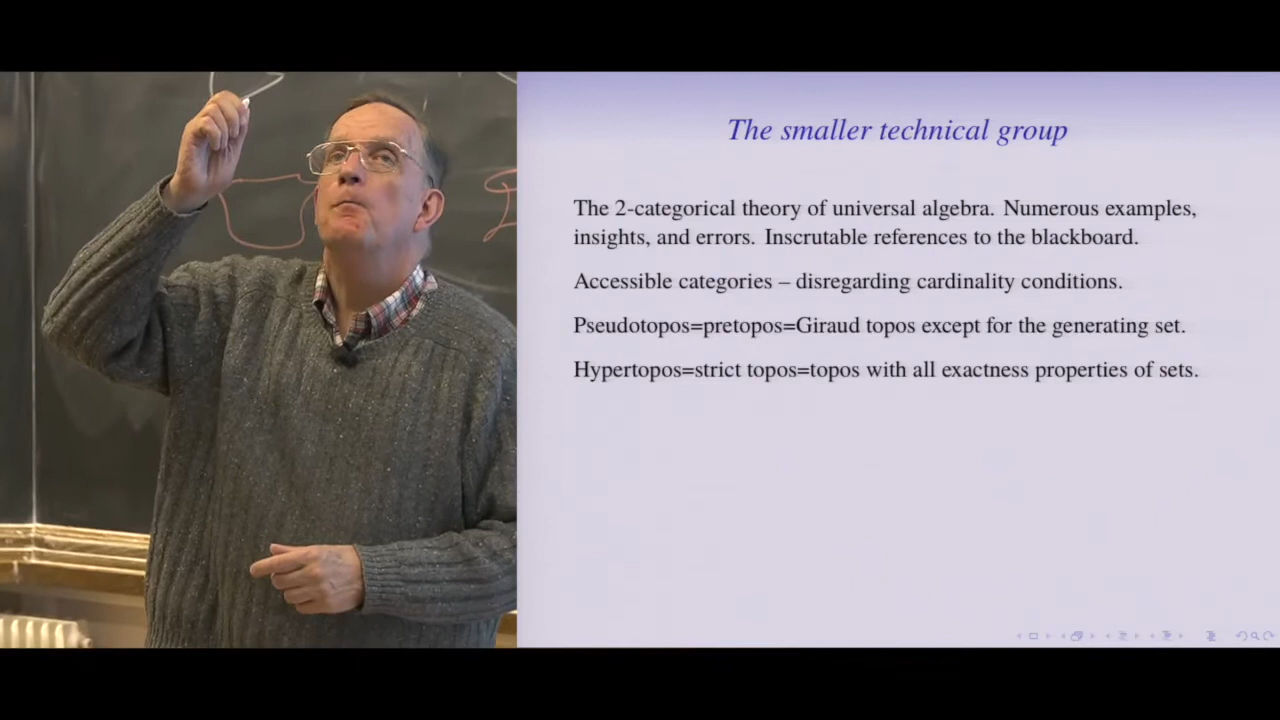 The smaller technical group
The 2-categorical theory of universal algebra. Numerous examples,
insights, and errors. Inscrutable references to the blackboard.
Accessible categories – disregarding cardinality conditions.
Pseudotopos=pretopos=Giraud topos except for the generating set.
Hypertopos=strict topos=topos with all exactness properties of sets.